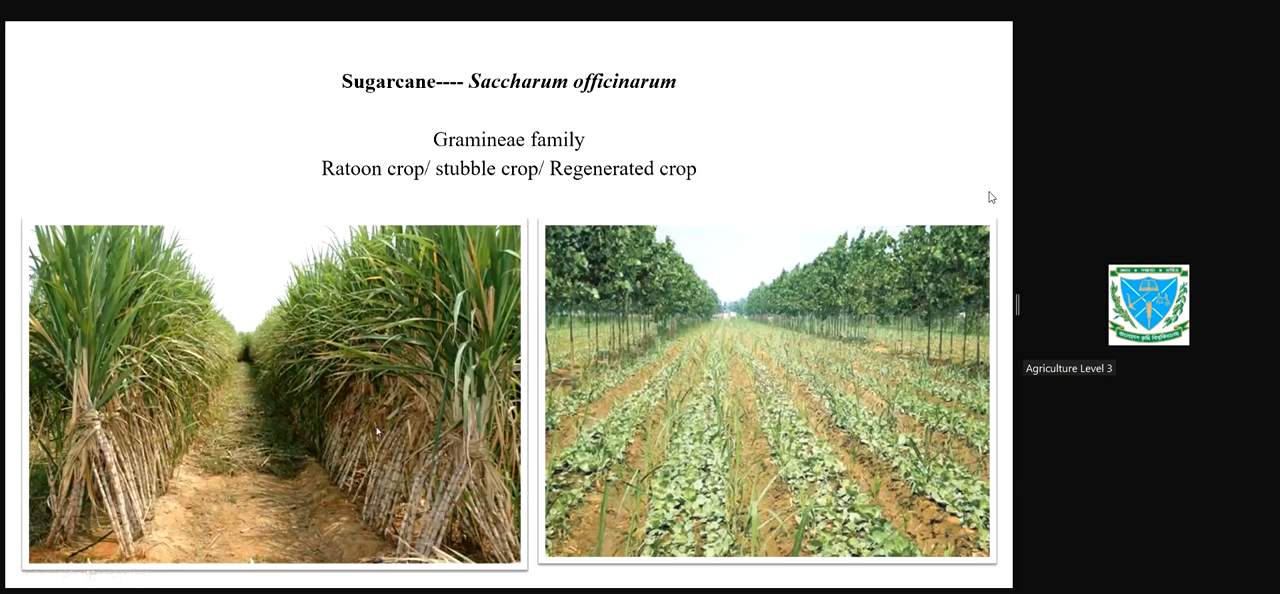 Sugarcane---- Saccharum officinarum
Gramineae family
Ratoon crop/ stubble crop/ Regenerated crop
Agriculture Level 3